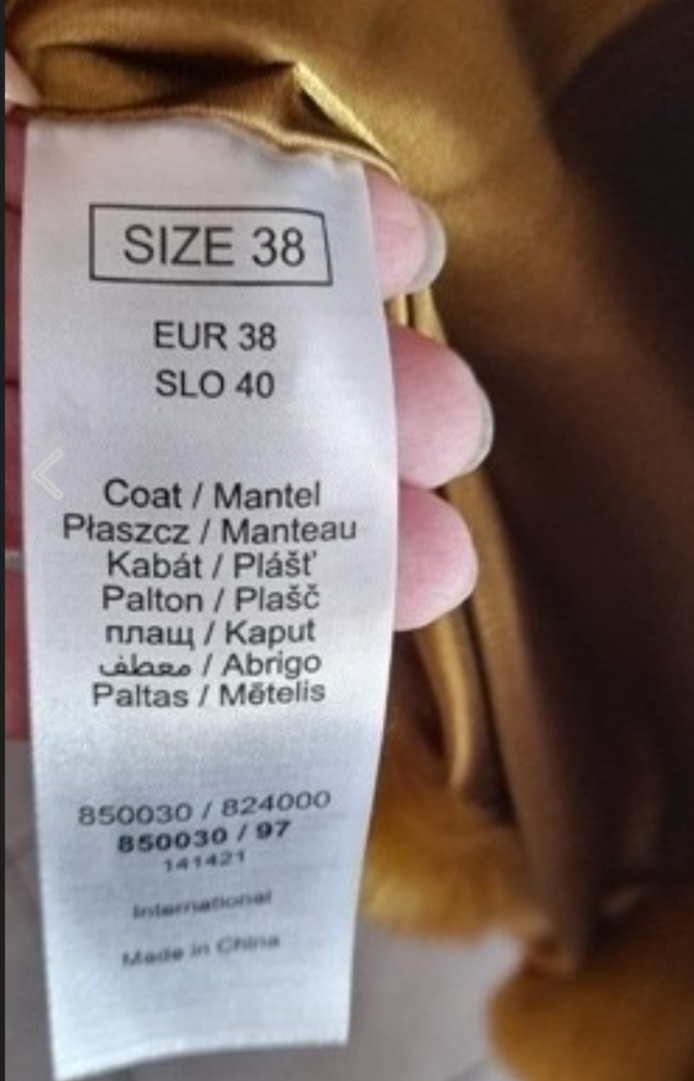 SIZE 38
EUR 38
SLO 40
Coat / Mantel
Płaszcz / Manteau
Kabát / Plášť
Palton / Plašč
плащ / Kaput
معطف / Abrigo
Paltas / Mētelis
850030 / 824000
850030 / 97
141421
International
Made in China